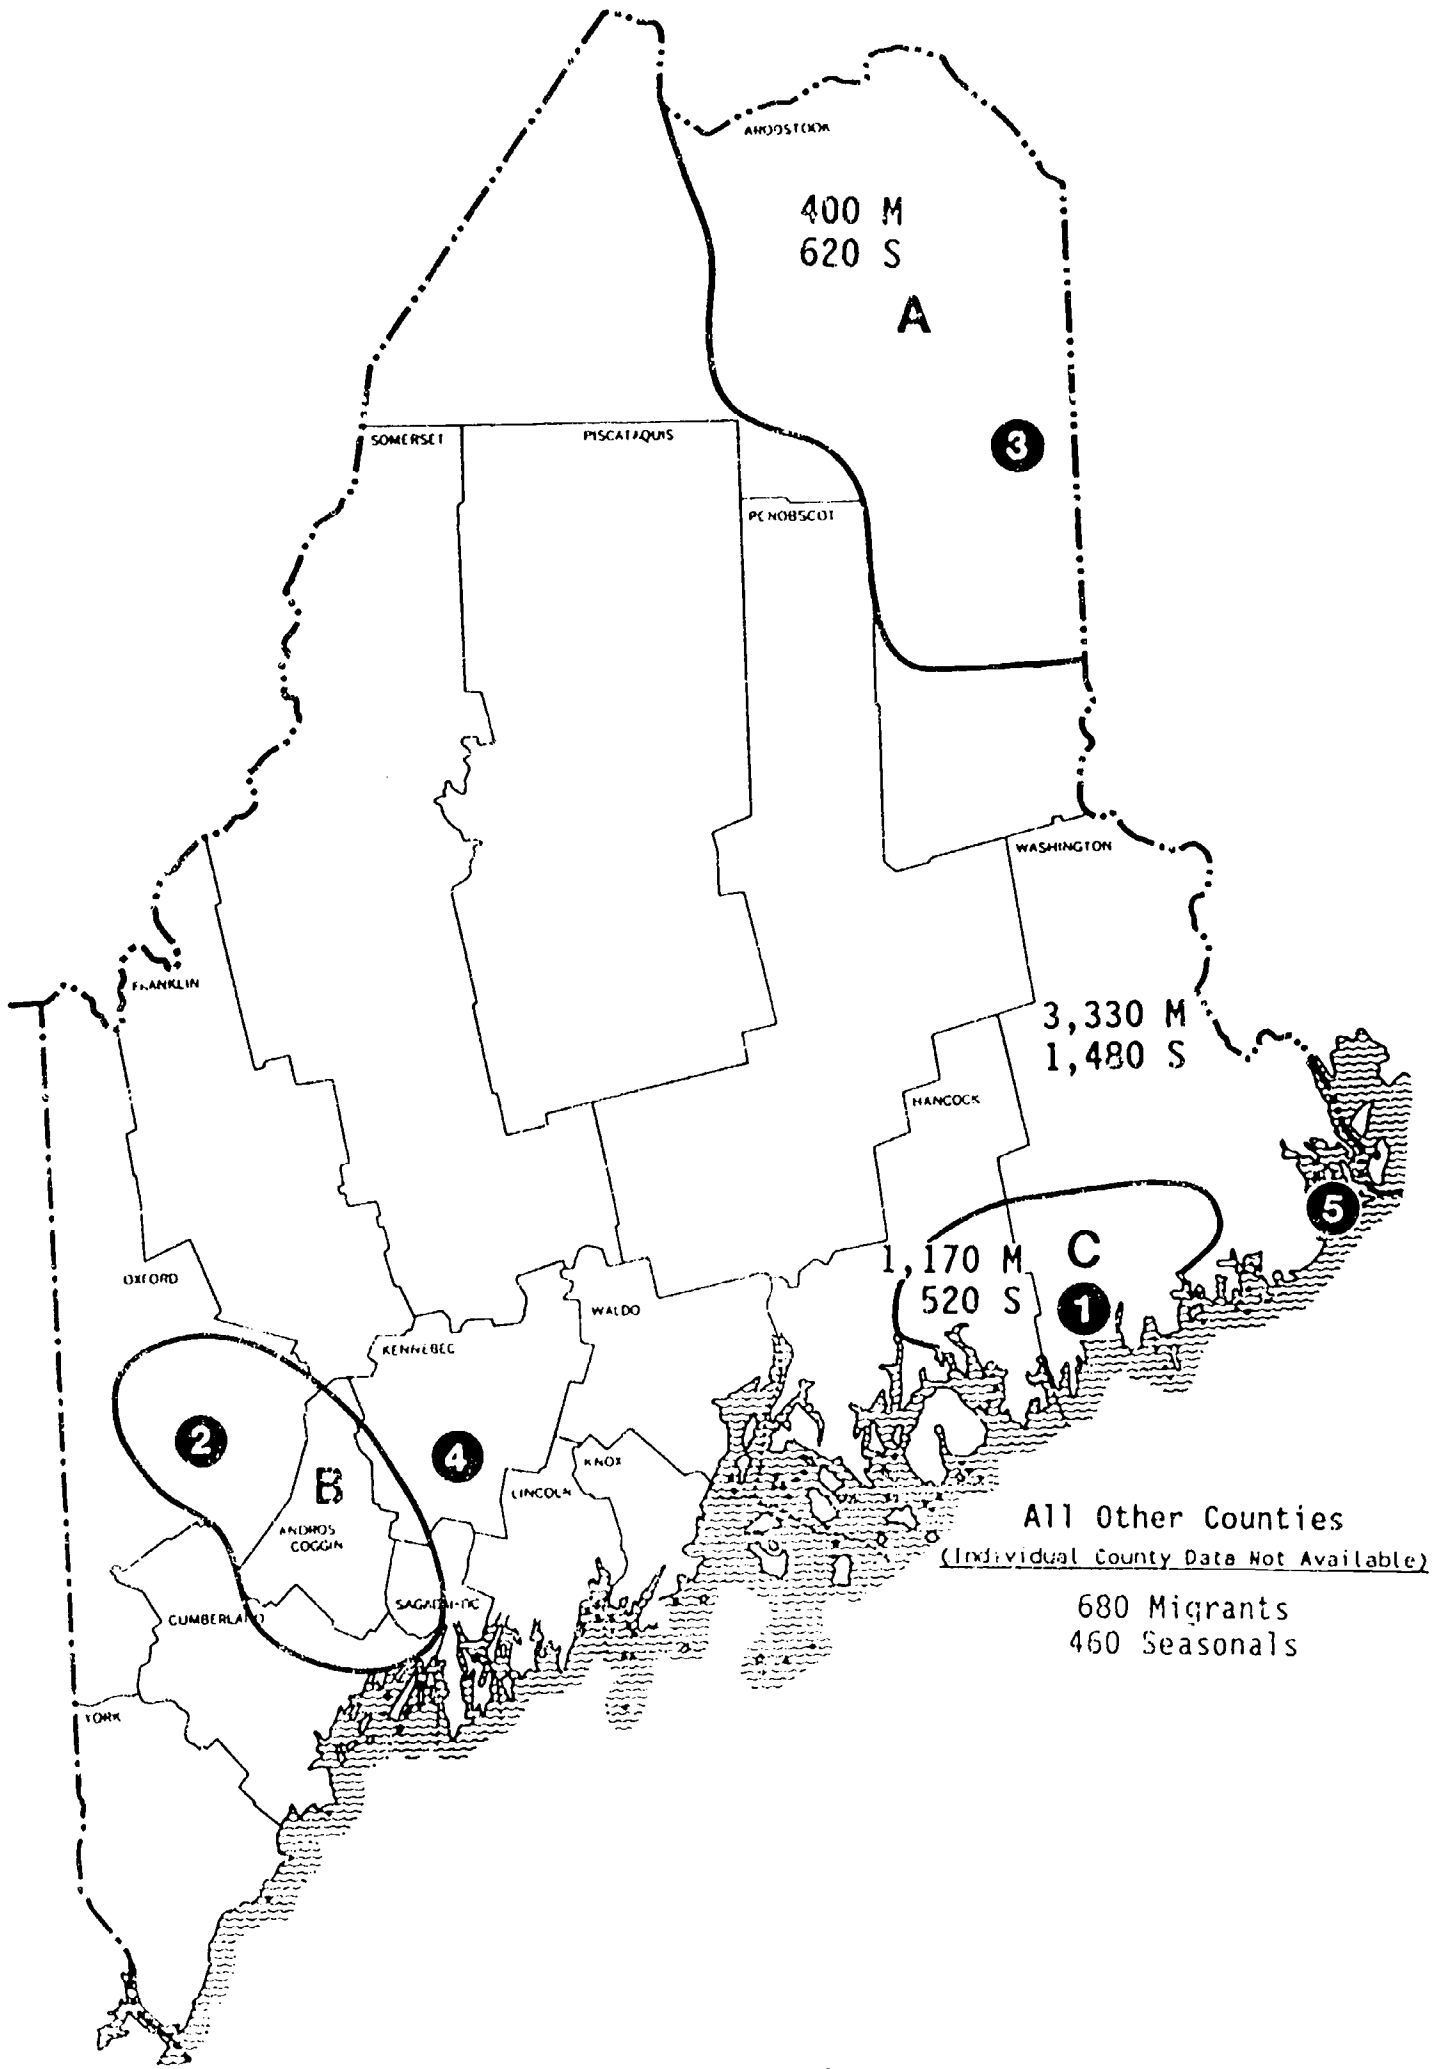 AROOSTOOK
400 M
620 S
A
3
SOMERSET
PISCATAQUIS
PENOBSCOT
WASHINGTON
FRANKLIN
3,330 M
1,480 S
HANCOCK
5
C
1,170 M
520 S
1
OXFORD
WALDO
KENNEBEC
2
4
B
KNOX
LINCOLN
ANDROS
COGGIN
All Other Counties
(Individual County Data Not Available)
SAGADAHOC
CUMBERLAND
680 Migrants
460 Seasonals
YORK